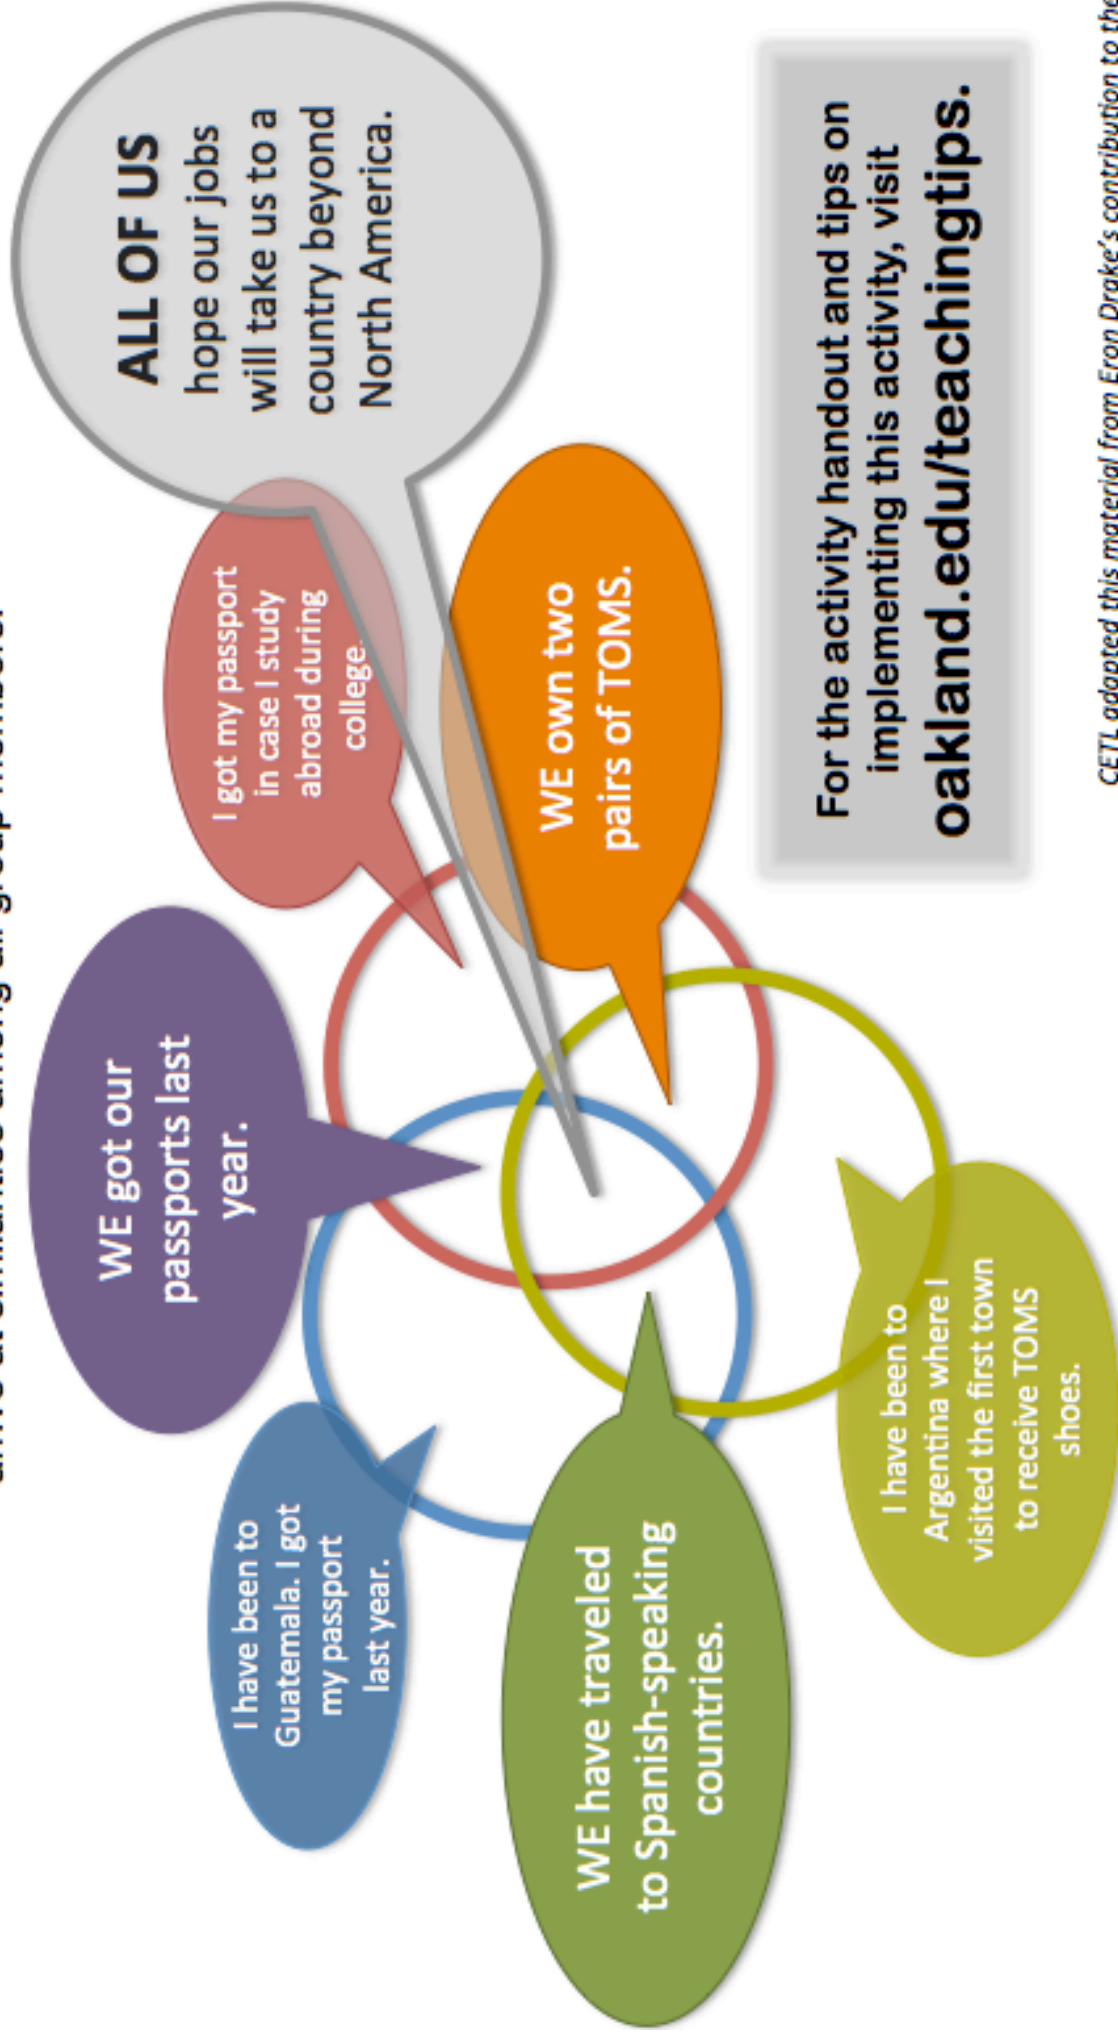 WE got our
passports last
year.
I have been to
Guatemala. I got
my passport
last year.
I got my passport
in case I study
abroad during
college.
ALL OF US
hope our jobs
will take us to a
country beyond
North America.
WE have traveled
to Spanish-speaking
countries.
WE own two
pairs of TOMS.
I have been to
Argentina where I
visited the first town
to receive TOMS
shoes.
For the activity handout and tips on
implementing this activity, visit
oakland.edu/teachingtips.
CETL adapted this material from Eron Drake's contribution to the